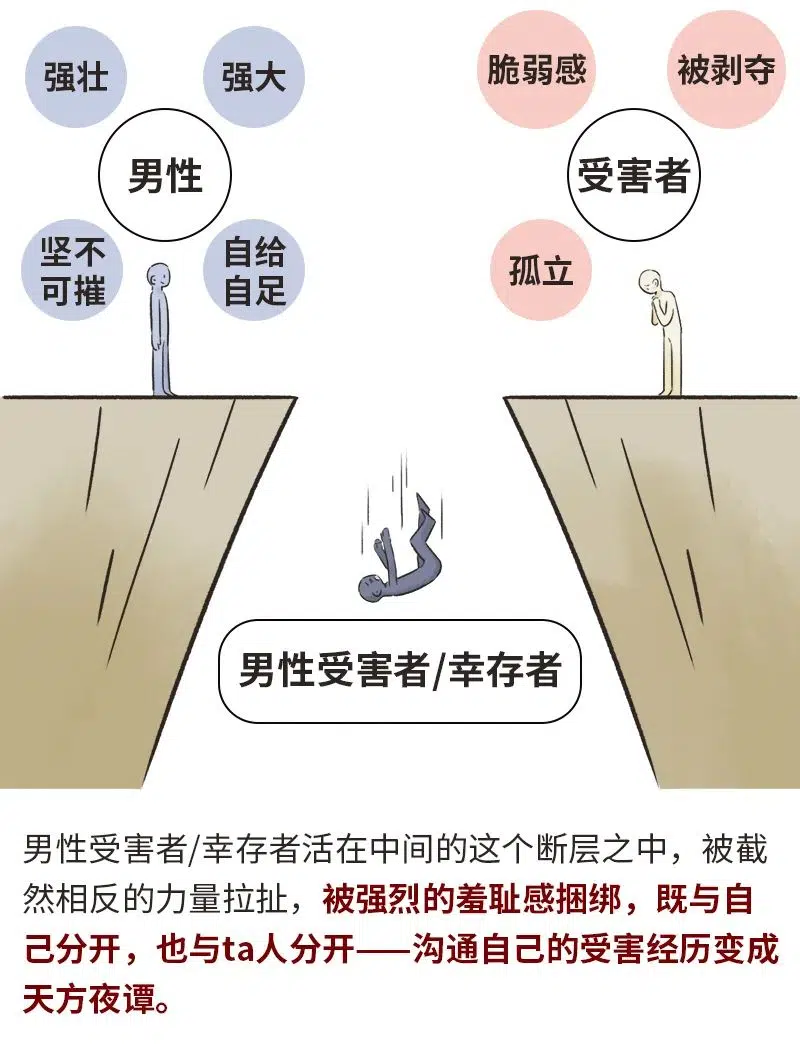 强壮
强大
男性
坚不
可摧
自给
自足
脆弱感
被剥夺
受害者
孤立
男性受害者/幸存者
男性受害者/幸存者活在中间的这个断层之中，被截
然相反的力量拉扯，被强烈的羞耻感捆绑，既与自
己分开，也与ta人分开——沟通自己的受害经历变成
天方夜谭。